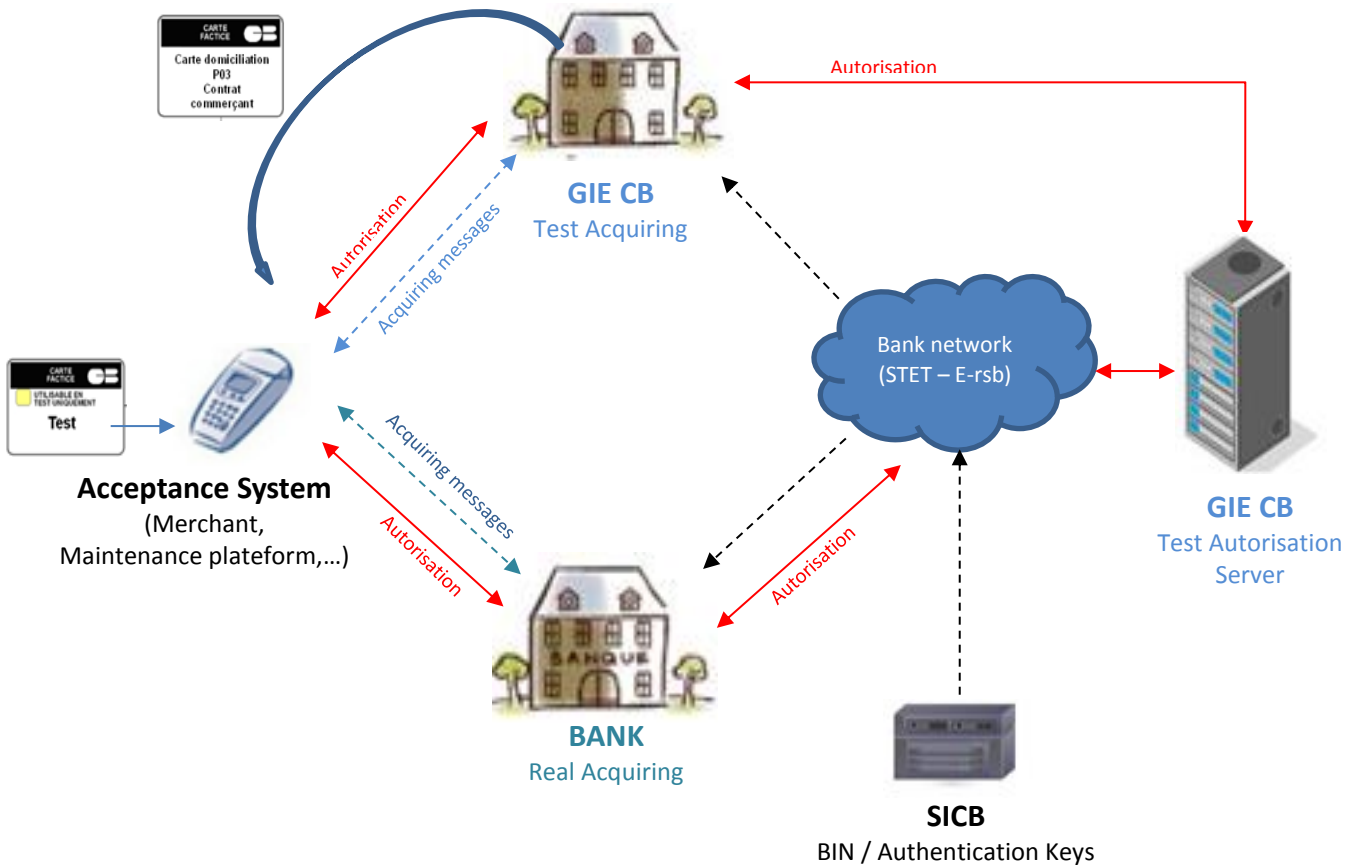 CARTE
FACTICE
Carte domiciliation
P03
Contrat
commerçant
Autorisation
GIE CB
Test Acquiring
Autorisation
Acquiring messages
Bank network
(STET – E-rsb)
CARTE
FACTICE
UTILISABLE EN
TEST UNIQUEMENT
Test
Acceptance System
(Merchant,
Maintenance plateform,...)
Acquiring messages
Autorisation
Autorisation
GIE CB
Test Autorisation
Server
BANQUE
BANK
Real Acquiring
SICB
BIN / Authentication Keys